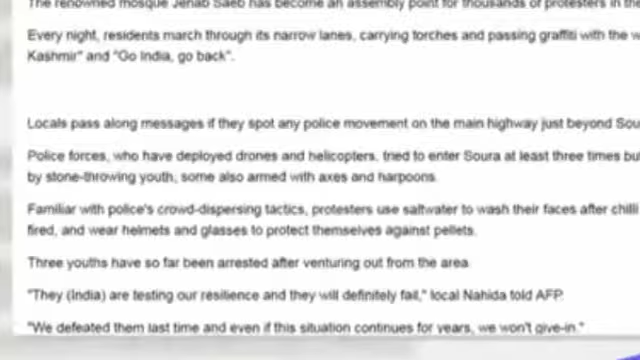 The renowned mosque Jenab Saeb has become an assembly point for thousands of protesters in the
Every night, residents march through its narrow lanes, carrying torches and passing graffiti with the
Kashmir" and "Go India, go back".
Locals pass along messages if they spot any police movement on the main highway just beyond Sou
Police forces, who have deployed drones and helicopters, tried to enter Soura at least three times bu
by stone-throwing youth, some also armed with axes and harpoons.
Familiar with police's crowd-dispersing tactics, protesters use saltwater to wash their faces after chilli
fired, and wear helmets and glasses to protect themselves against pellets.
Three youths have so far been arrested after venturing out from the area.
"They (India) are testing our resilience and they will definitely fail," local Nahida told AFP.
"We defeated them last time and even if this situation continues for years, we won't give-in."